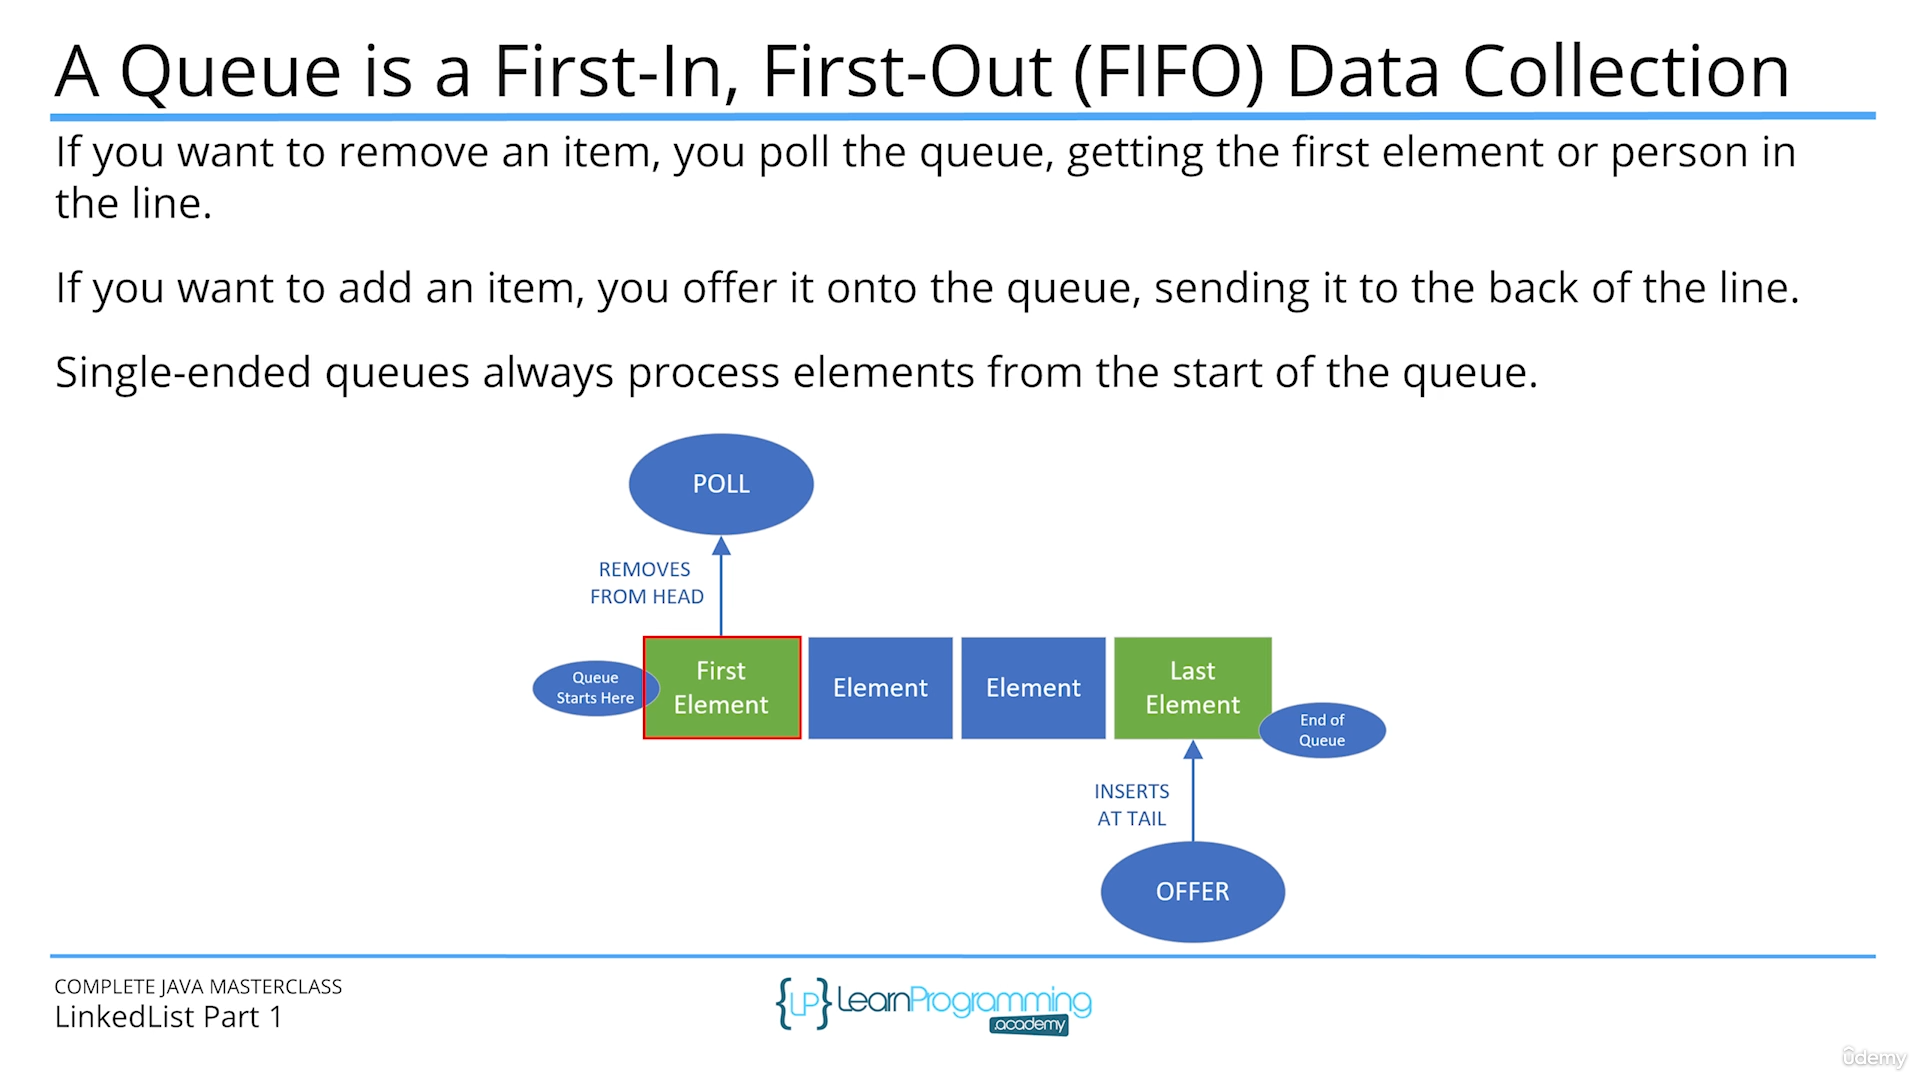 A Queue is a First-In, First-Out (FIFO) Data Collection
If you want to remove an item, you poll the queue, getting the first element or person in
the line.
If you want to add an item, you offer it onto the queue, sending it to the back of the line.
Single-ended queues always process elements from the start of the queue.
POLL
REMOVES
FROM HEAD
Queue
Starts Here
First
Element
Element
Element
Last
Element
End of
Queue
INSERTS
AT TAIL
OFFER
COMPLETE JAVA MASTERCLASS
LinkedList Part 1
{LP} LearnProgramming
.academy
ûdemy